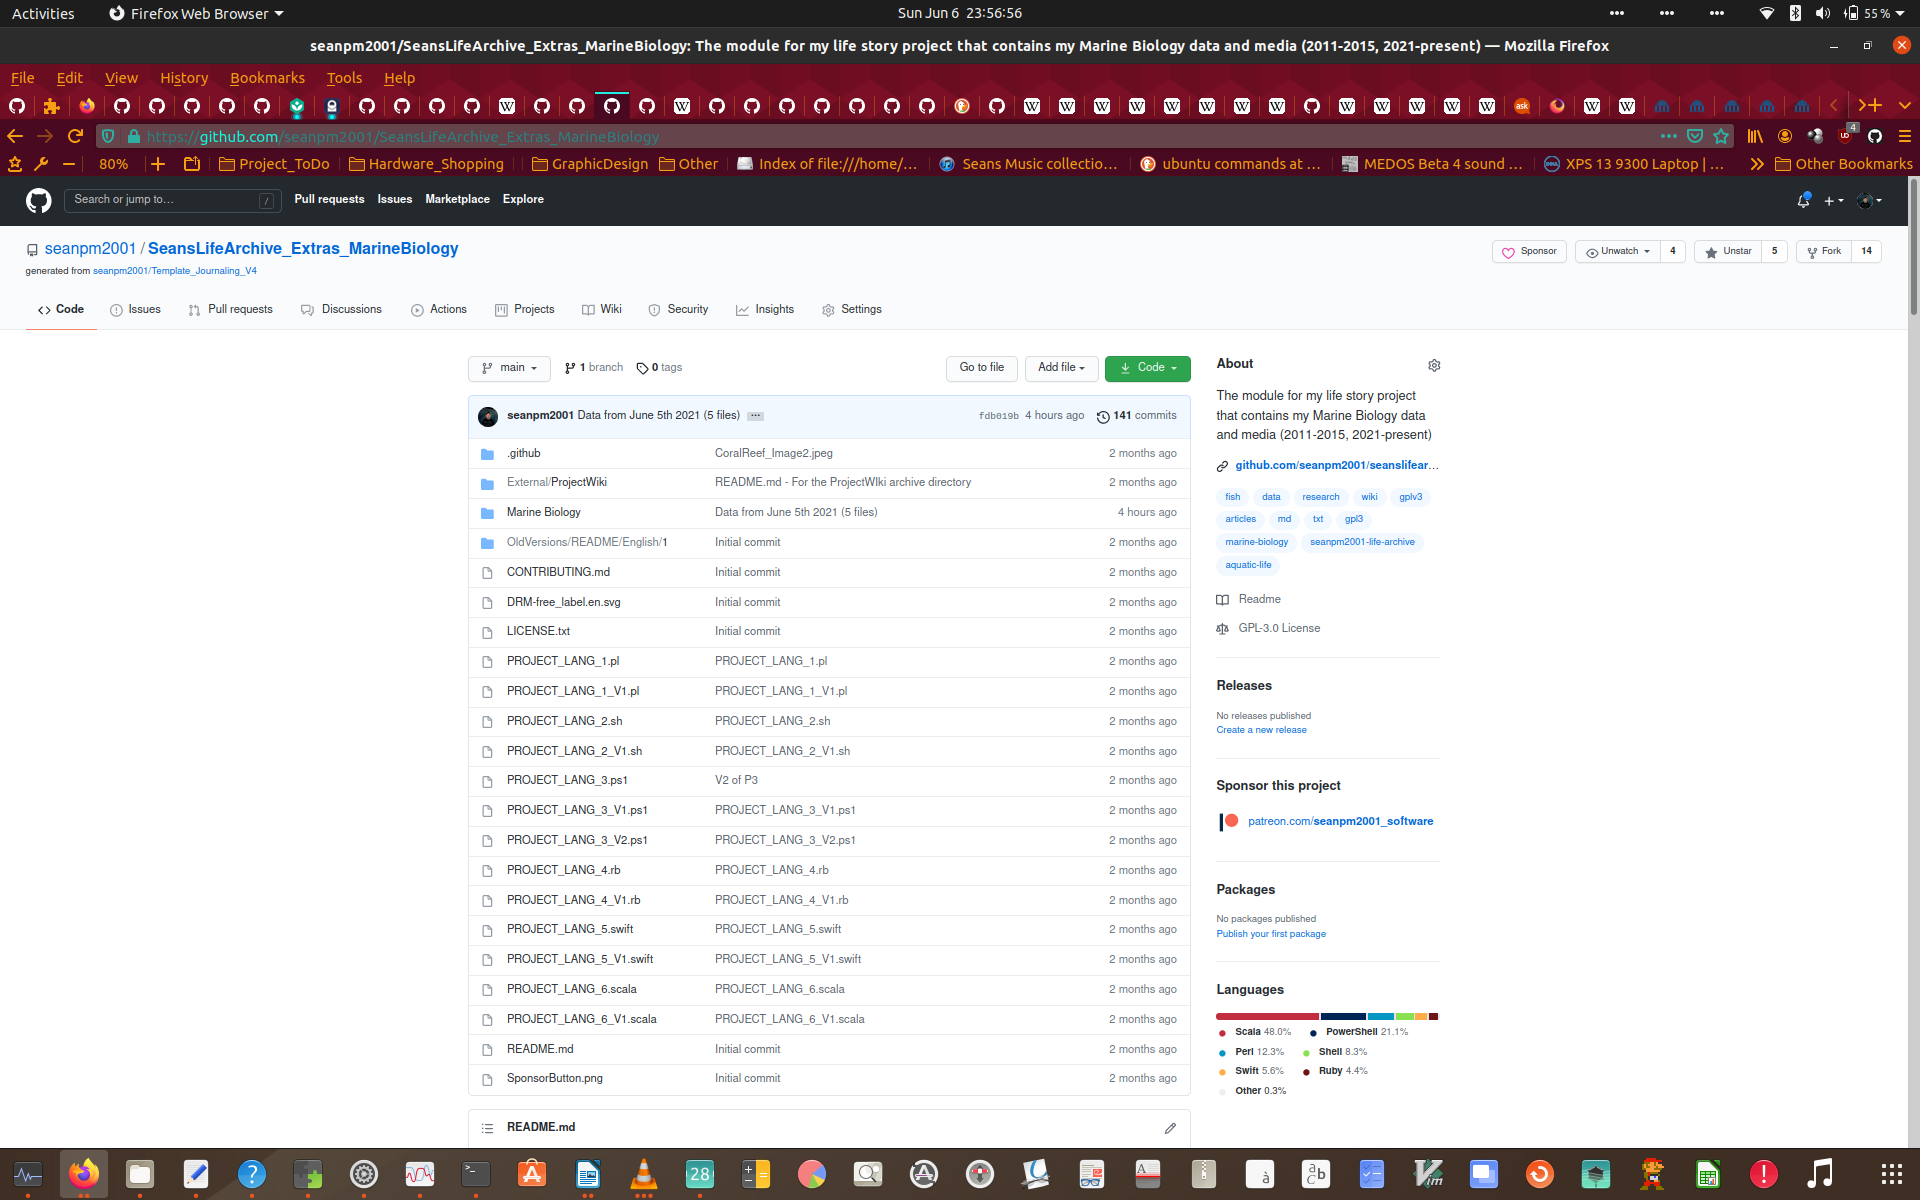 Activities Firefox Web Browser Sun Jun 6 23:56:56 55 %
seanpm2001/SeansLifeArchive_Extras_MarineBiology: The module for my life story project that contains my Marine Biology data and media (2011-2015, 2021-present) — Mozilla Firefox
File Edit View History Bookmarks Tools Help
https://github.com/seanpm2001/SeansLifeArchive_Extras_MarineBiology 4
80% Project_ToDo Hardware_Shopping GraphicDesign Other Index of file:///home/… Seans Music collectio… ubuntu commands at … MEDOS Beta 4 sound … XPS 13 9300 Laptop | … Other Bookmarks
Search or jump to… / Pull requests Issues Marketplace Explore
seanpm2001 / SeansLifeArchive_Extras_MarineBiology Sponsor Unwatch 4 Unstar 5 Fork 14
generated from seanpm2001/Template_Journaling_V4
Code Issues Pull requests Discussions Actions Projects Wiki Security Insights Settings
main 1 branch 0 tags Go to file Add file Code
seanpm2001 Data from June 5th 2021 (5 files) … fdb019b 4 hours ago 141 commits
.github CoralReef_Image2.jpeg 2 months ago
External/ProjectWiki README.md - For the ProjectWIki archive directory 2 months ago
Marine Biology Data from June 5th 2021 (5 files) 4 hours ago
OldVersions/README/English/1 Initial commit 2 months ago
CONTRIBUTING.md Initial commit 2 months ago
DRM-free_label.en.svg Initial commit 2 months ago
LICENSE.txt Initial commit 2 months ago
PROJECT_LANG_1.pl PROJECT_LANG_1.pl 2 months ago
PROJECT_LANG_1_V1.pl PROJECT_LANG_1_V1.pl 2 months ago
PROJECT_LANG_2.sh PROJECT_LANG_2.sh 2 months ago
PROJECT_LANG_2_V1.sh PROJECT_LANG_2_V1.sh 2 months ago
PROJECT_LANG_3.ps1 V2 of P3 2 months ago
PROJECT_LANG_3_V1.ps1 PROJECT_LANG_3_V1.ps1 2 months ago
PROJECT_LANG_3_V2.ps1 PROJECT_LANG_3_V2.ps1 2 months ago
PROJECT_LANG_4.rb PROJECT_LANG_4.rb 2 months ago
PROJECT_LANG_4_V1.rb PROJECT_LANG_4_V1.rb 2 months ago
PROJECT_LANG_5.swift PROJECT_LANG_5.swift 2 months ago
PROJECT_LANG_5_V1.swift PROJECT_LANG_5_V1.swift 2 months ago
PROJECT_LANG_6.scala PROJECT_LANG_6.scala 2 months ago
PROJECT_LANG_6_V1.scala PROJECT_LANG_6_V1.scala 2 months ago
README.md Initial commit 2 months ago
SponsorButton.png Initial commit 2 months ago
README.md
About
The module for my life story project
that contains my Marine Biology data
and media (2011-2015, 2021-present)
github.com/seanpm2001/seanslifear…
fish data research wiki gplv3
articles md txt gpl3
marine-biology seanpm2001-life-archive
aquatic-life
Readme
GPL-3.0 License
Releases
No releases published
Create a new release
Sponsor this project
patreon.com/seanpm2001_software
Packages
No packages published
Publish your first package
Languages
Scala 48.0% PowerShell 21.1%
Perl 12.3% Shell 8.3%
Swift 5.6% Ruby 4.4%
Other 0.3%
28